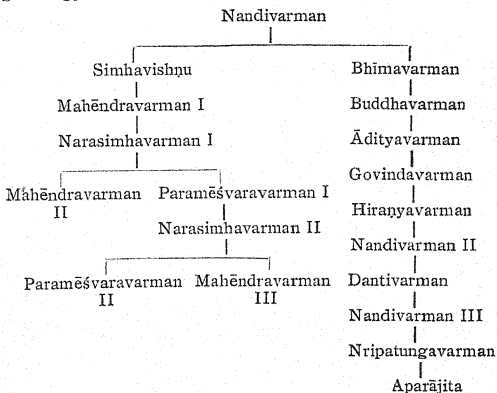 Nandivarman
Simhavishṇu Bhīmavarman
Mahēndravarman I Buddhavarman
Narasimhavarman I Ādityavarman
Govindavarman
Mahēndravarman Paramēśvaravarman I
II
Hiraṇyavarman
Narasimhavarman II
Nandivarman II
Paramēśvaravarman Mahēndravarman Dantivarman
II III
Nandivarman III
Nripatungavarman
Aparājita